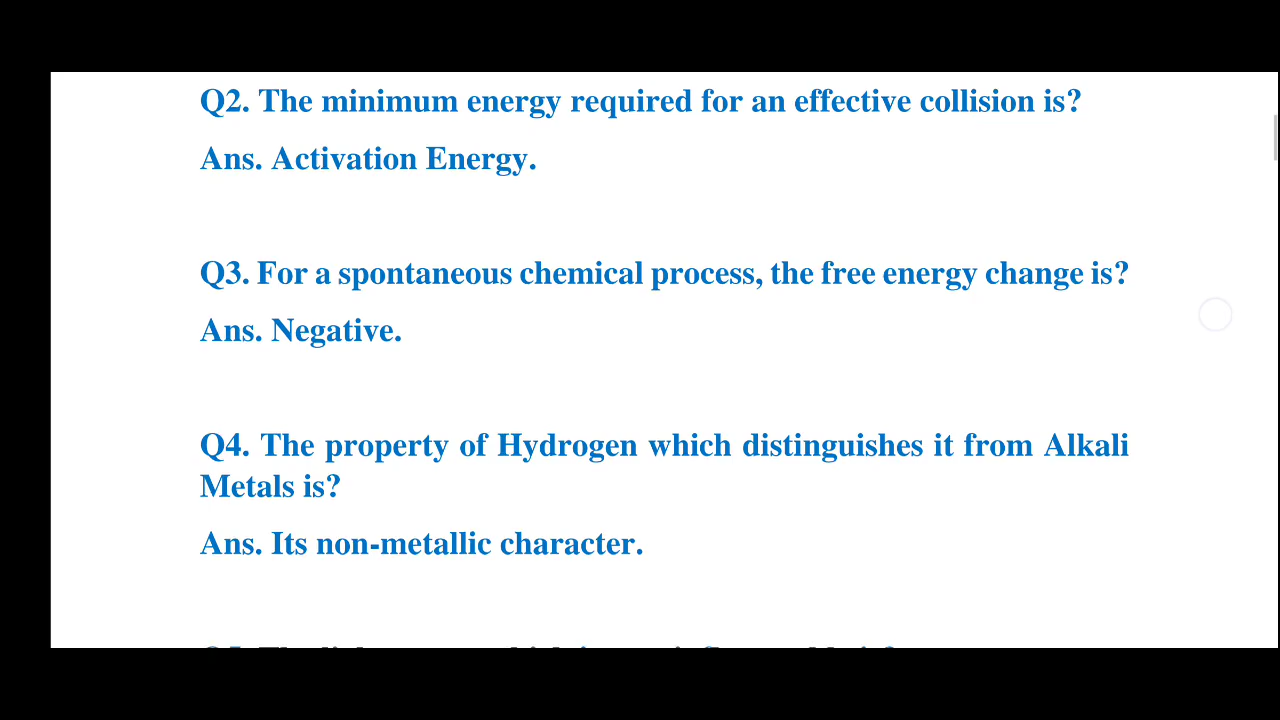 Q2. The minimum energy required for an effective collision is?
Ans. Activation Energy.
Q3. For a spontaneous chemical process, the free energy change is?
Ans. Negative.
Q4. The property of Hydrogen which distinguishes it from Alkali
Metals is?
Ans. Its non-metallic character.